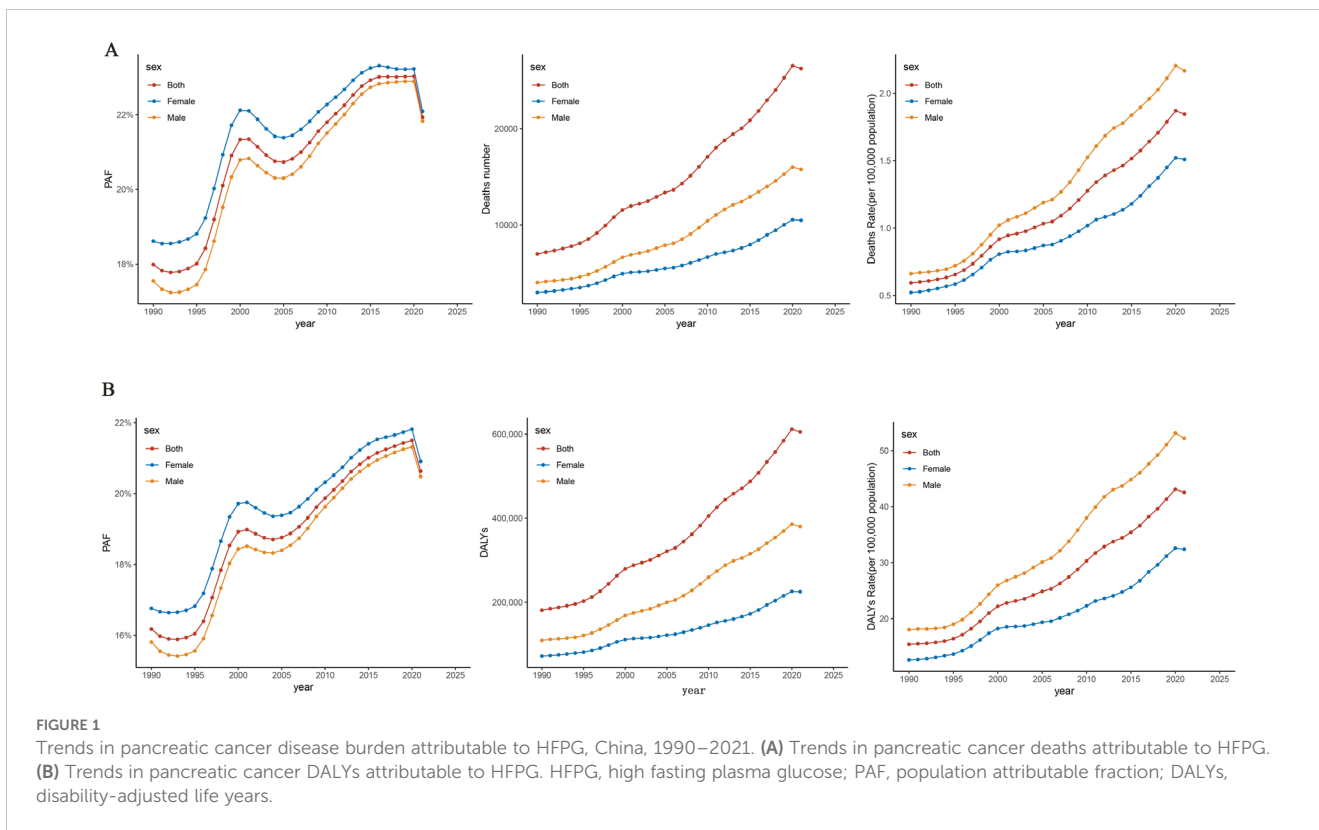 A
sex
Both
Female
Male
22%
20%
18%
PAF
1990 1995 2000 2005 2010 2015 2020 2025
year
sex
Both
Female
Male
20000
10000
Deaths number
1990 1995 2000 2005 2010 2015 2020 2025
year
sex
Both
Female
Male
2.0
1.5
1.0
0.5
Deaths Rate(per 100,000 population)
1990 1995 2000 2005 2010 2015 2020 2025
year
B
sex
Both
Female
Male
22%
20%
18%
16%
PAF
1990 1995 2000 2005 2010 2015 2020 2025
year
sex
Both
Female
Male
600,000
400,000
200,000
DALYs
1990 1995 2000 2005 2010 2015 2020 2025
year
sex
Both
Female
Male
50
40
30
20
DALYs Rate(per 100,000 population)
1990 1995 2000 2005 2010 2015 2020 2025
year
FIGURE 1
Trends in pancreatic cancer disease burden attributable to HFPG, China, 1990–2021. (A) Trends in pancreatic cancer deaths attributable to HFPG.
(B) Trends in pancreatic cancer DALYs attributable to HFPG. HFPG, high fasting plasma glucose; PAF, population attributable fraction; DALYs,
disability-adjusted life years.